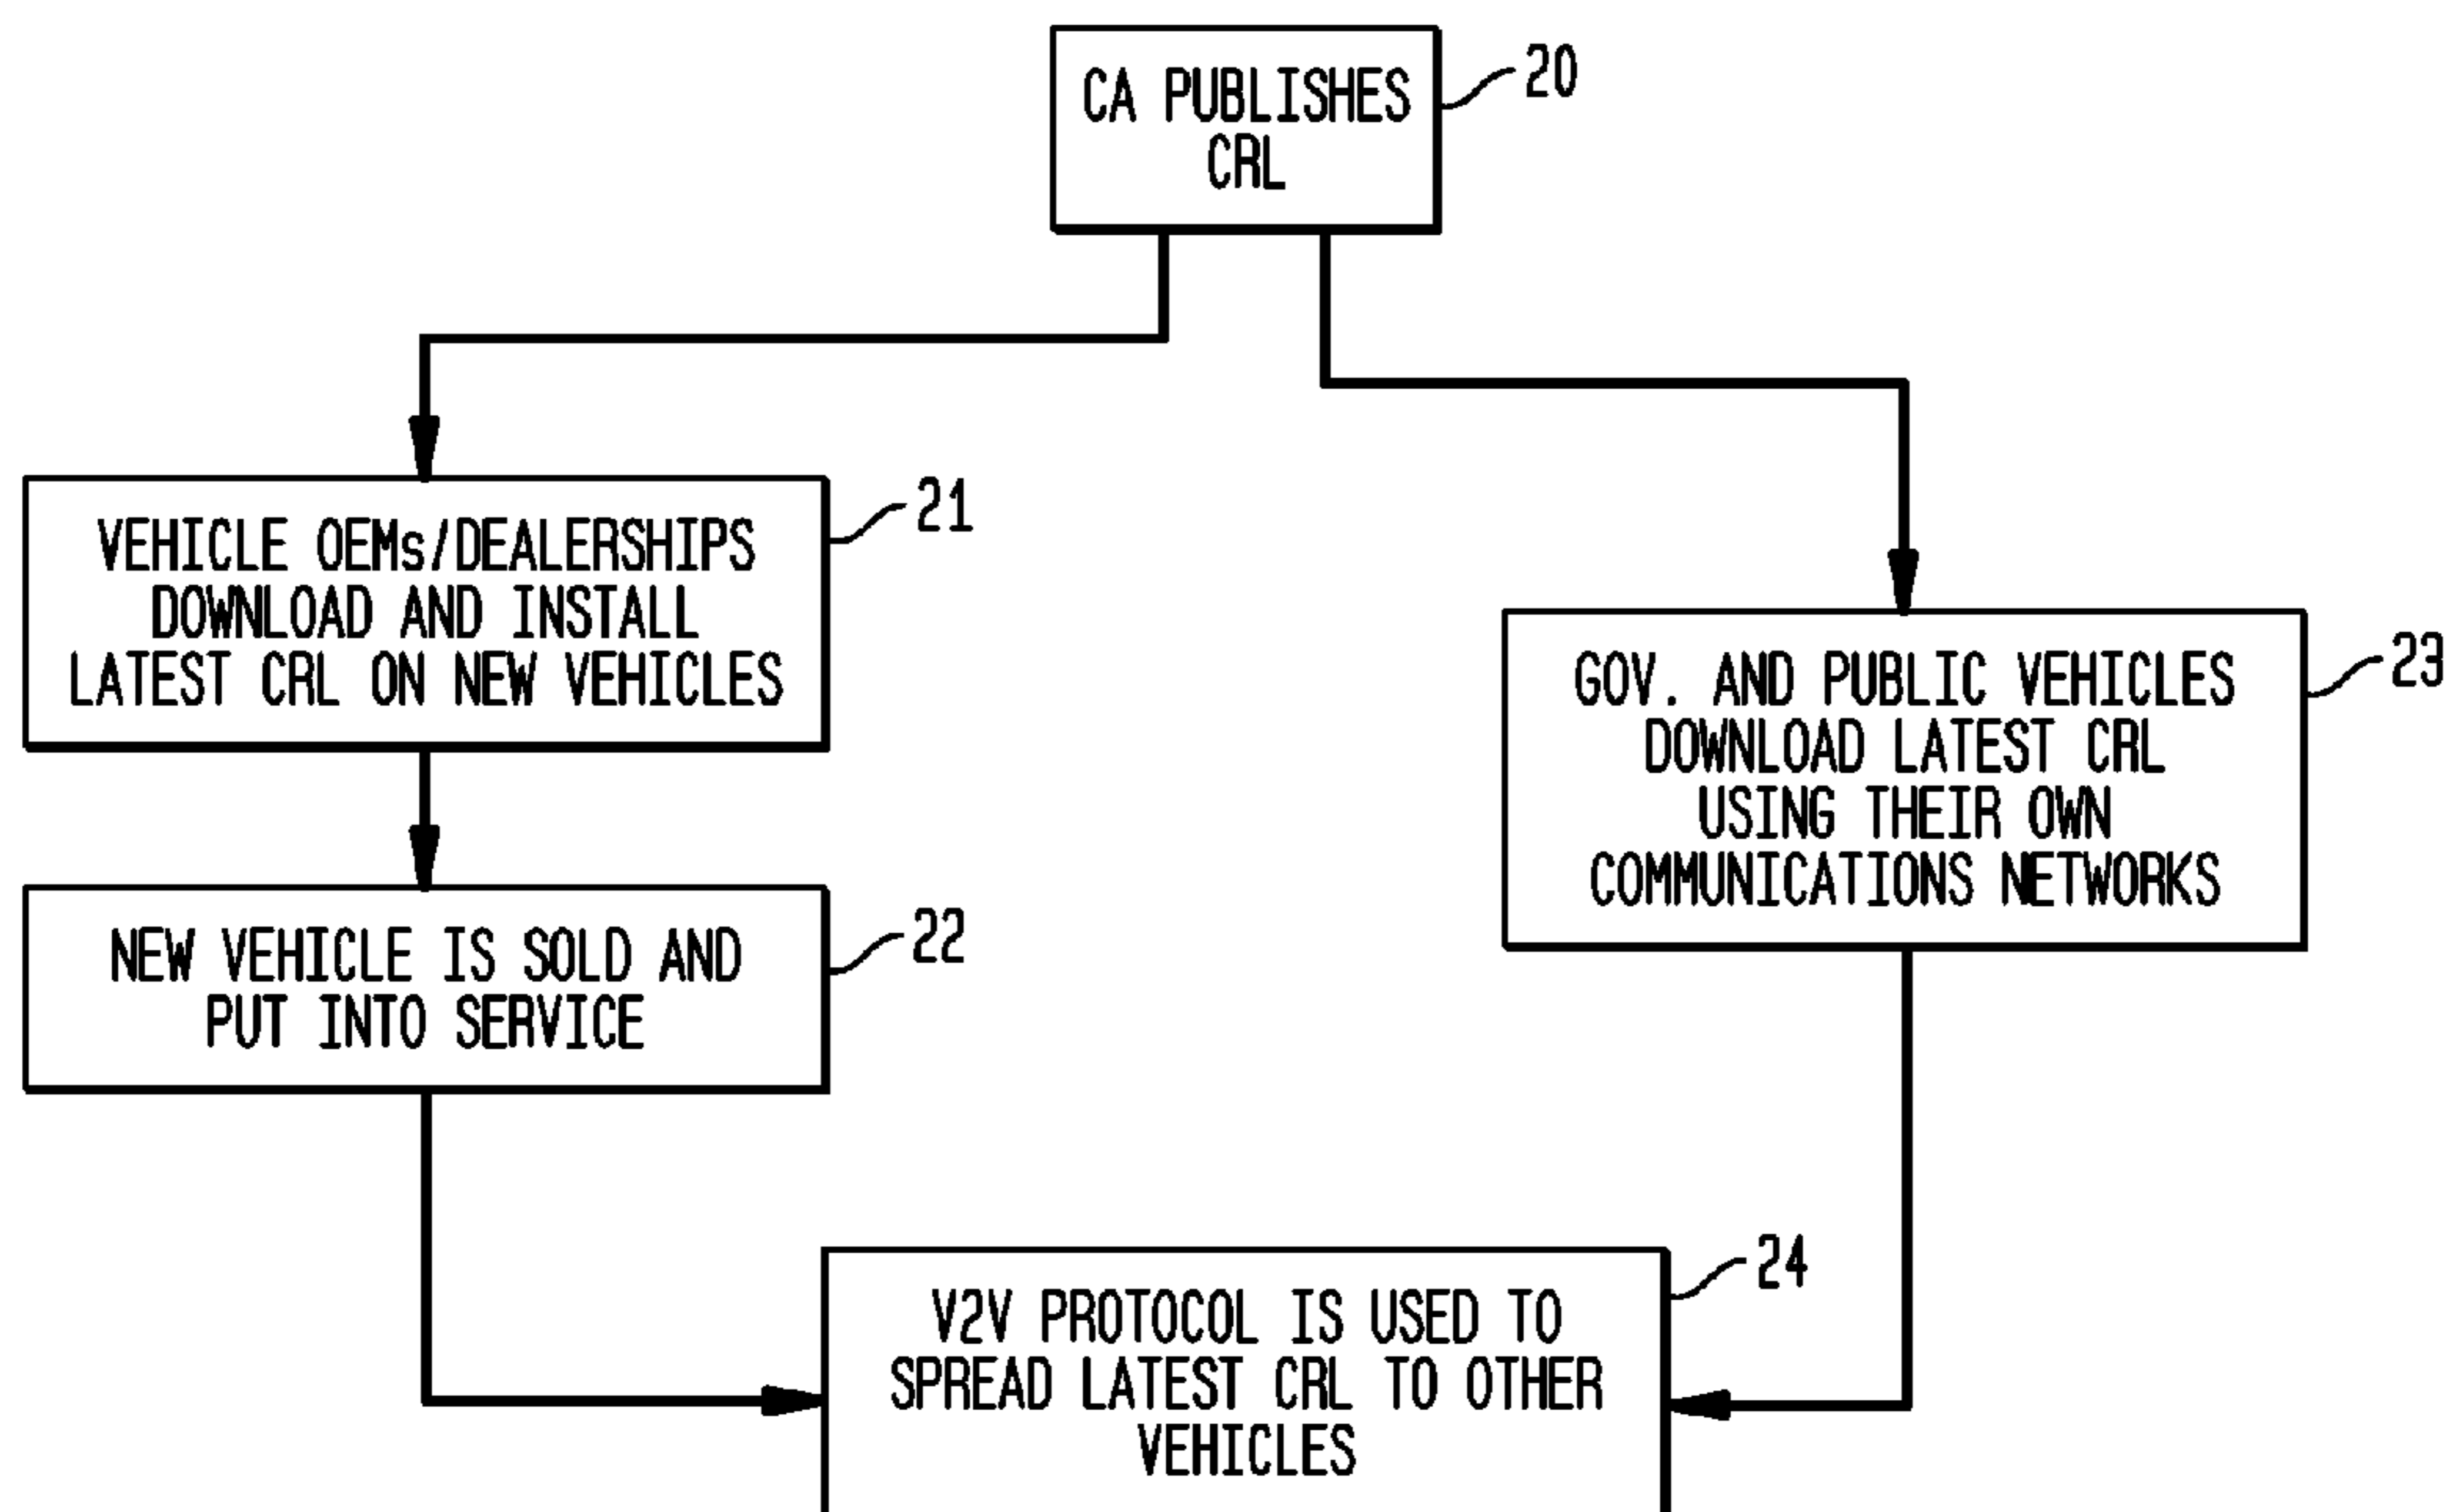 CA PUBLISHES
CRL
20
VEHICLE OEMs/DEALERSHIPS
DOWNLOAD AND INSTALL
LATEST CRL ON NEW VEHICLES
21
NEW VEHICLE IS SOLD AND
PUT INTO SERVICE
22
GOV. AND PUBLIC VEHICLES
DOWNLOAD LATEST CRL
USING THEIR OWN
COMMUNICATIONS NETWORKS
23
V2V PROTOCOL IS USED TO
SPREAD LATEST CRL TO OTHER
VEHICLES
24